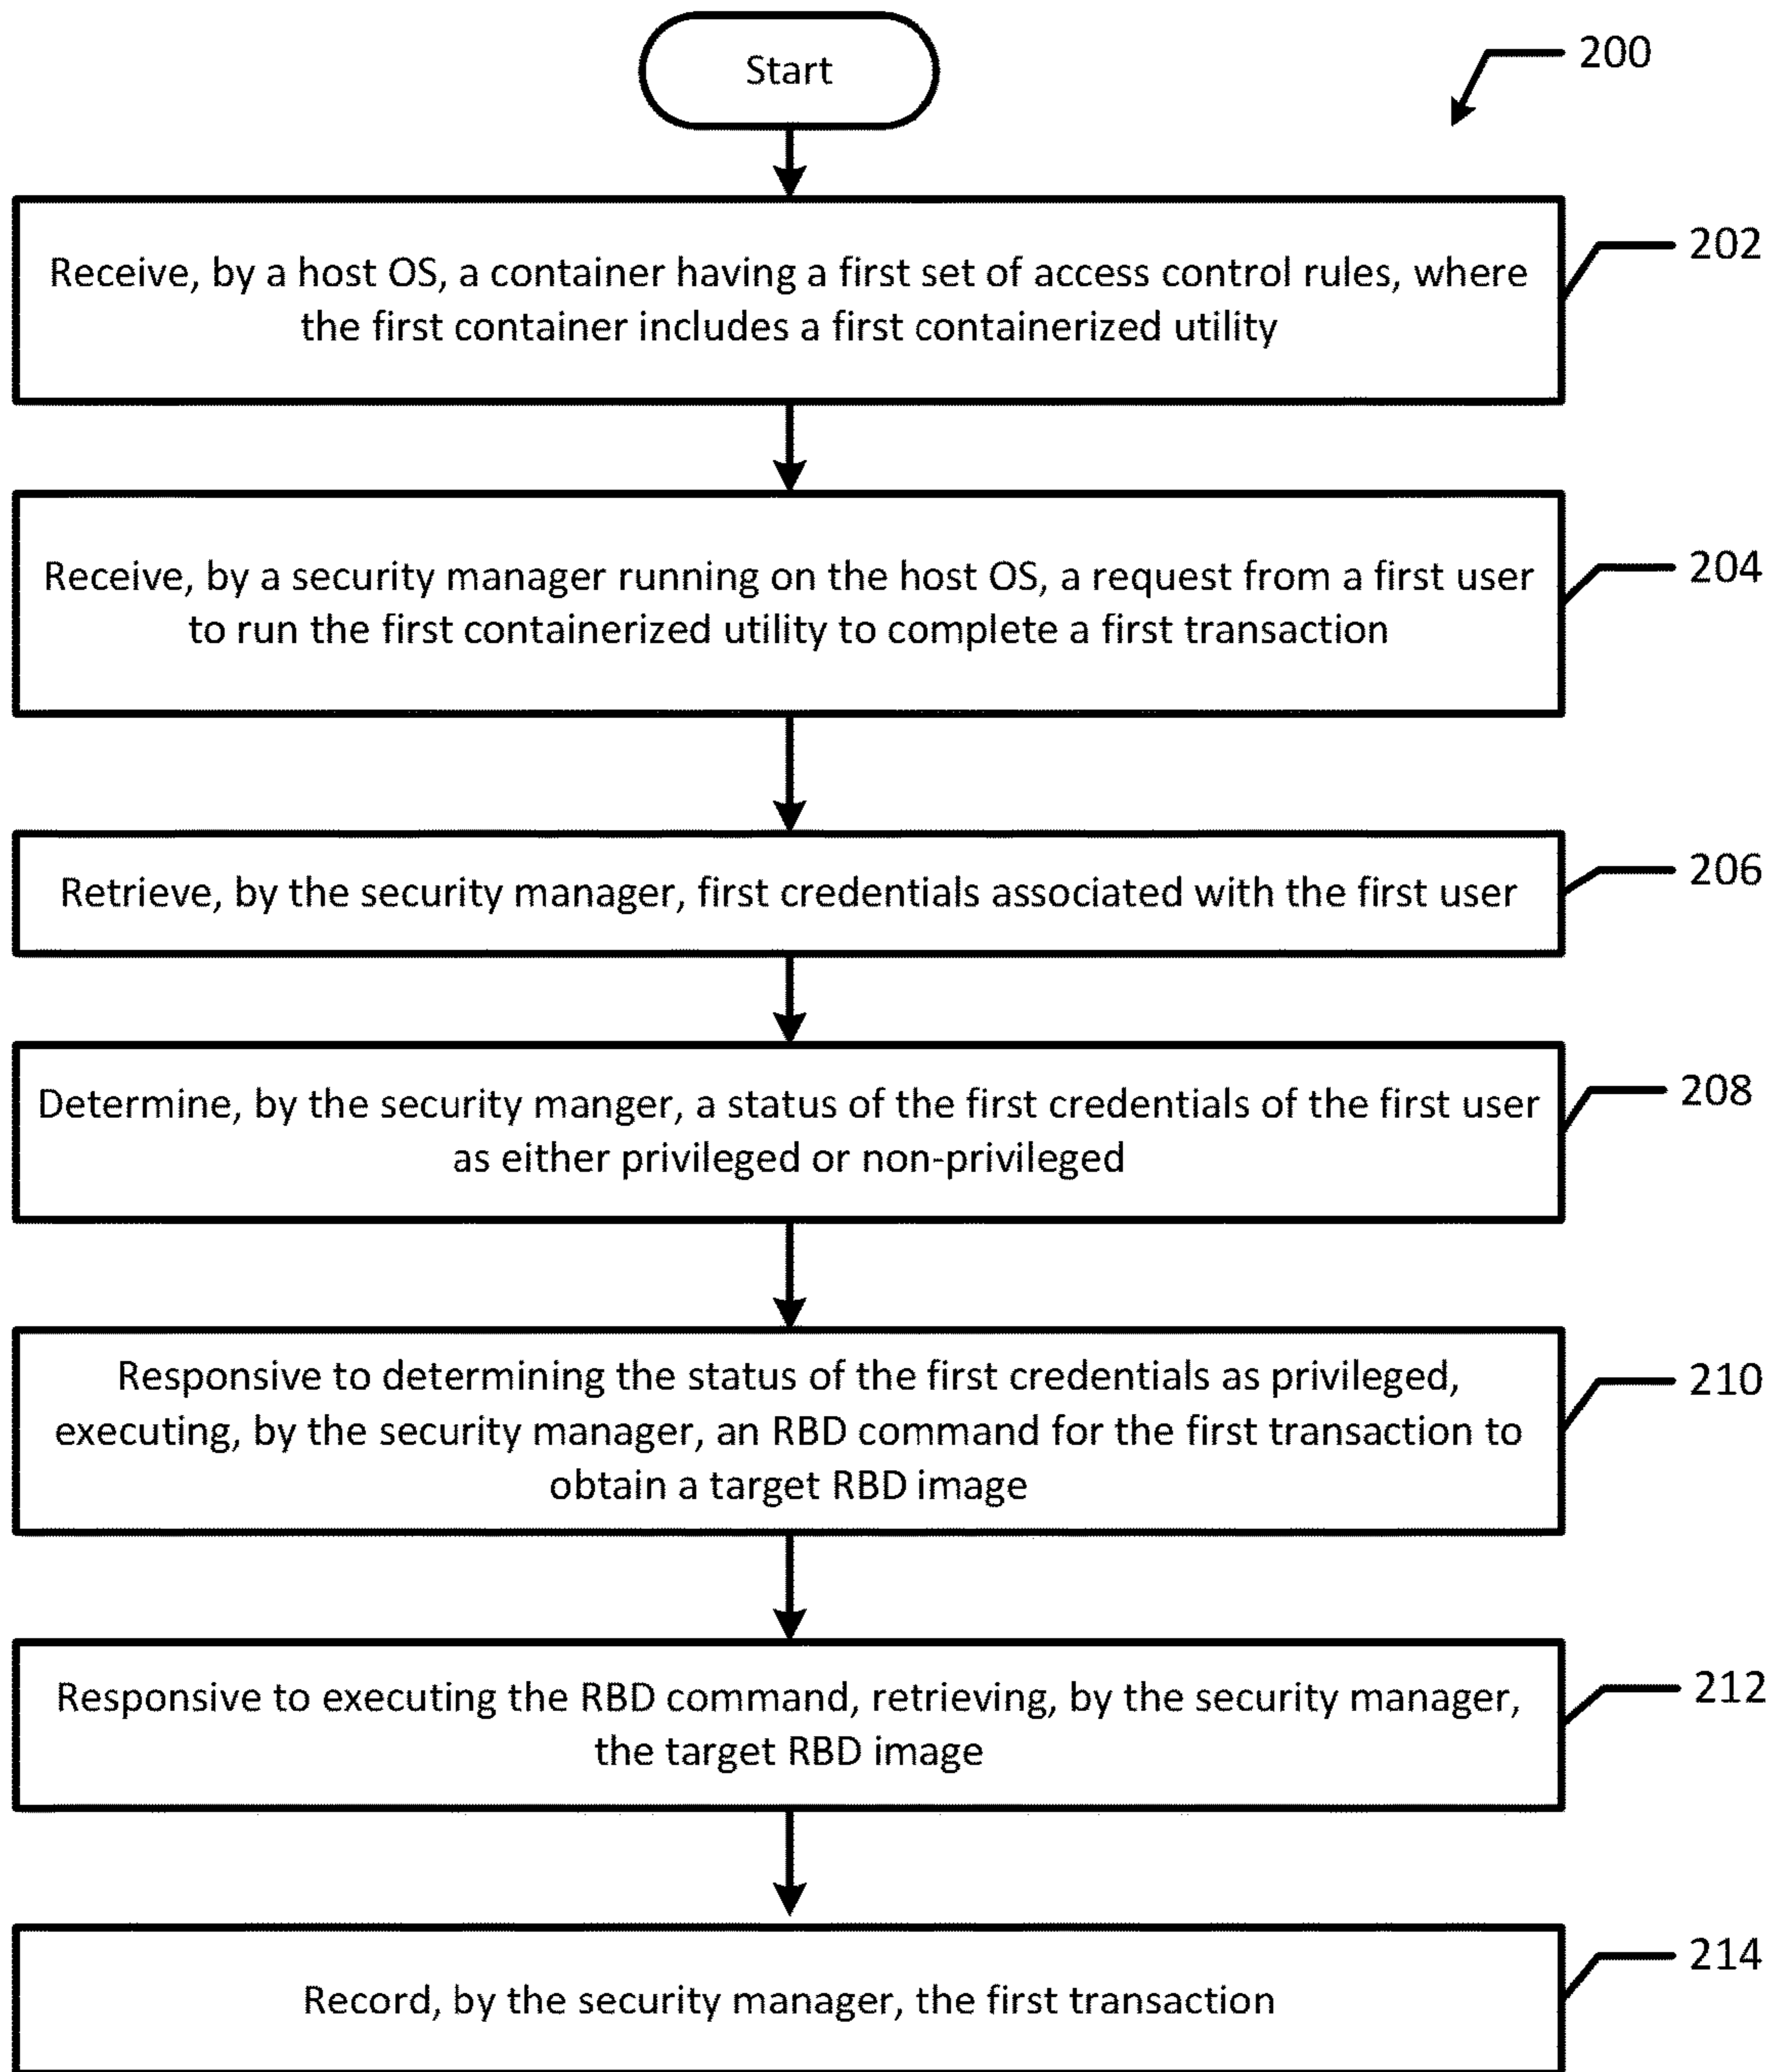 Start
200
Receive, by a host OS, a container having a first set of access control rules, where
the first container includes a first containerized utility
202
Receive, by a security manager running on the host OS, a request from a first user
to run the first containerized utility to complete a first transaction
204
Retrieve, by the security manager, first credentials associated with the first user
206
Determine, by the security manger, a status of the first credentials of the first user
as either privileged or non-privileged
208
Responsive to determining the status of the first credentials as privileged,
executing, by the security manager, an RBD command for the first transaction to
obtain a target RBD image
210
Responsive to executing the RBD command, retrieving, by the security manager,
the target RBD image
212
Record, by the security manager, the first transaction
214